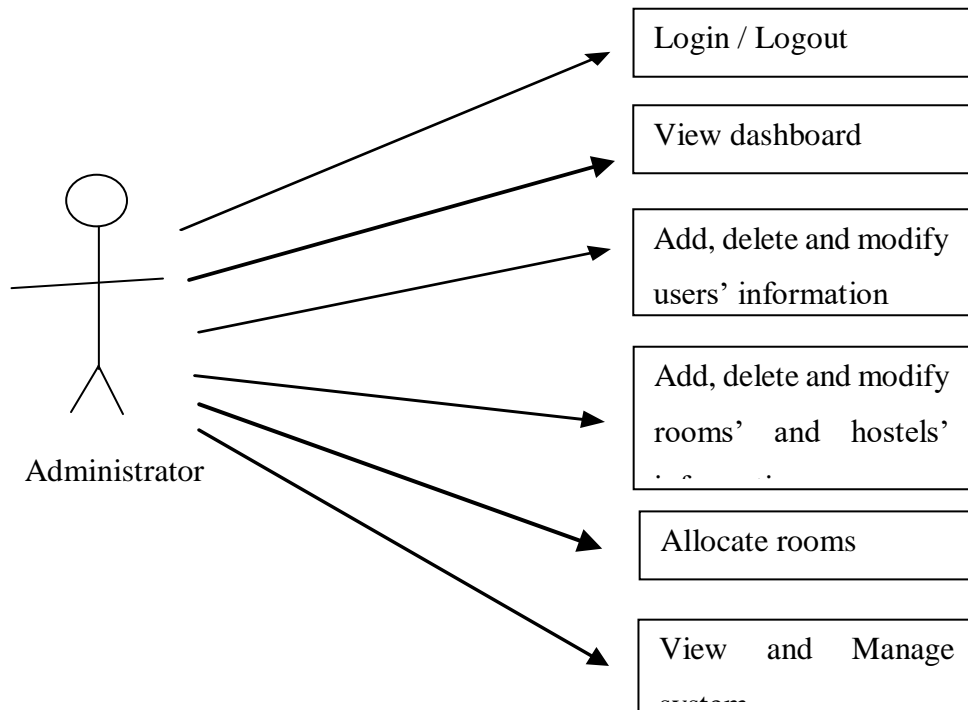 Login / Logout
View dashboard
Add, delete and modify
users’ information
Add, delete and modify
rooms’ and hostels’
Administrator
Allocate rooms
View and Manage